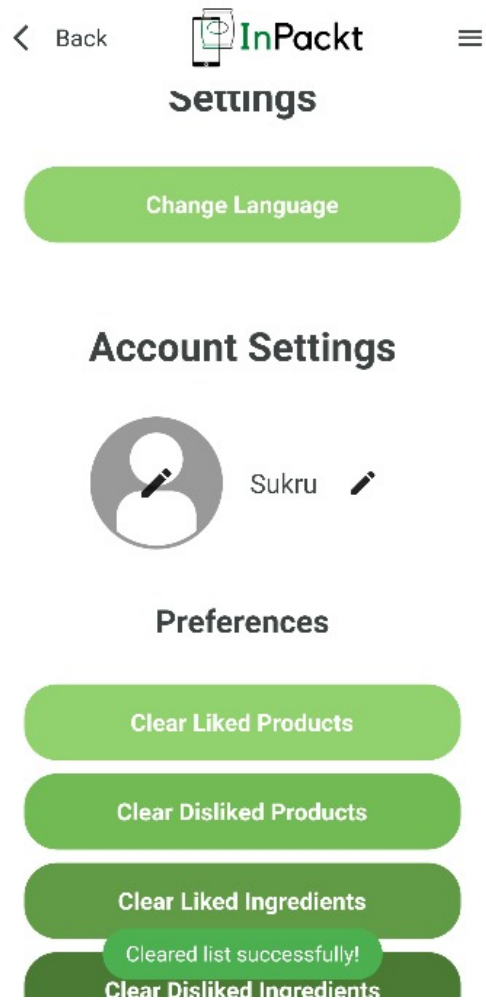 Back
InPackt
Settings
Change Language
Account Settings
Sukru
Preferences
Clear Liked Products
Clear Disliked Products
Clear Liked Ingredients
Cleared list successfully!
Clear Disliked Ingredients